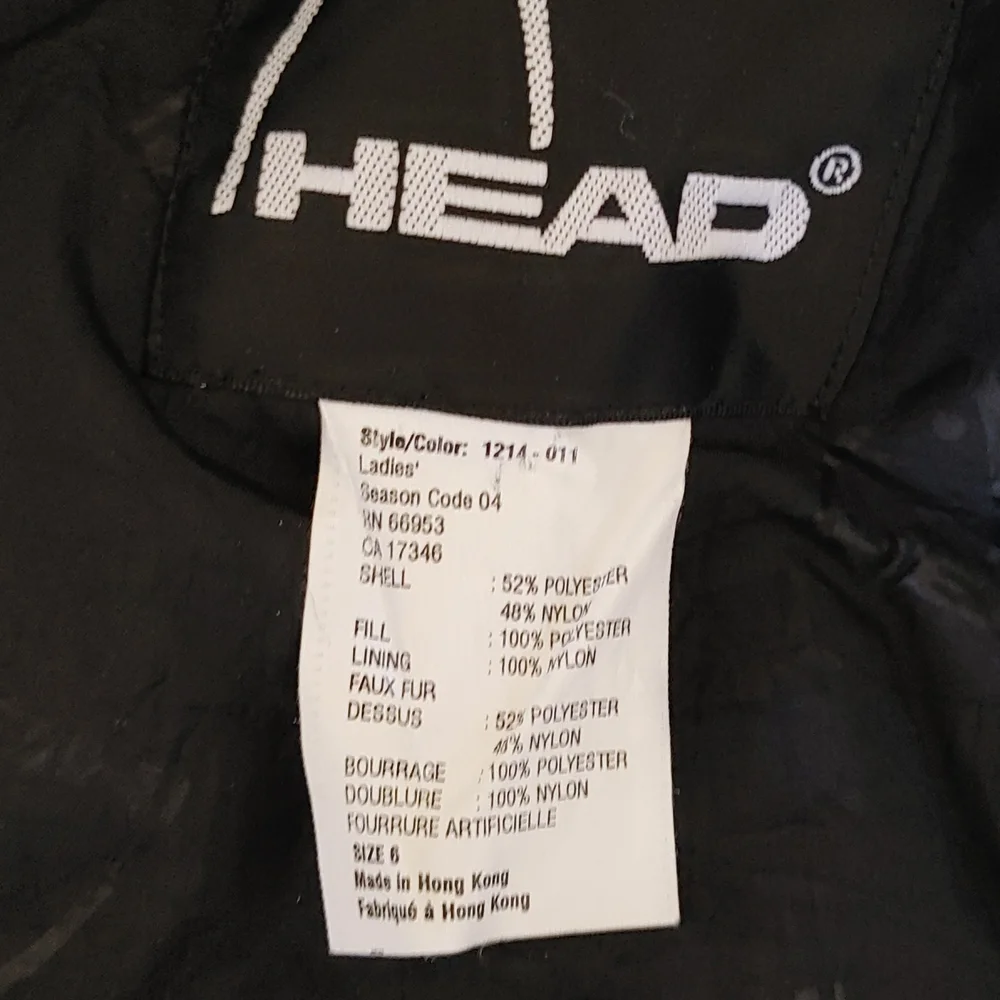 HEAD®
Style/Color: 1214-011
Ladies'
Season Code 04
RN 66953
CA 17346
SHELL : 52% POLYESTER
48% NYLON
FILL : 100% POLYESTER
LINING : 100% NYLON
FAUX FUR
DESSUS : 52% POLYESTER
48% NYLON
BOURRAGE : 100% POLYESTER
DOUBLURE : 100% NYLON
FOURRURE ARTIFICIELLE
SIZE 6
Made in Hong Kong
Fabriqué à Hong Kong